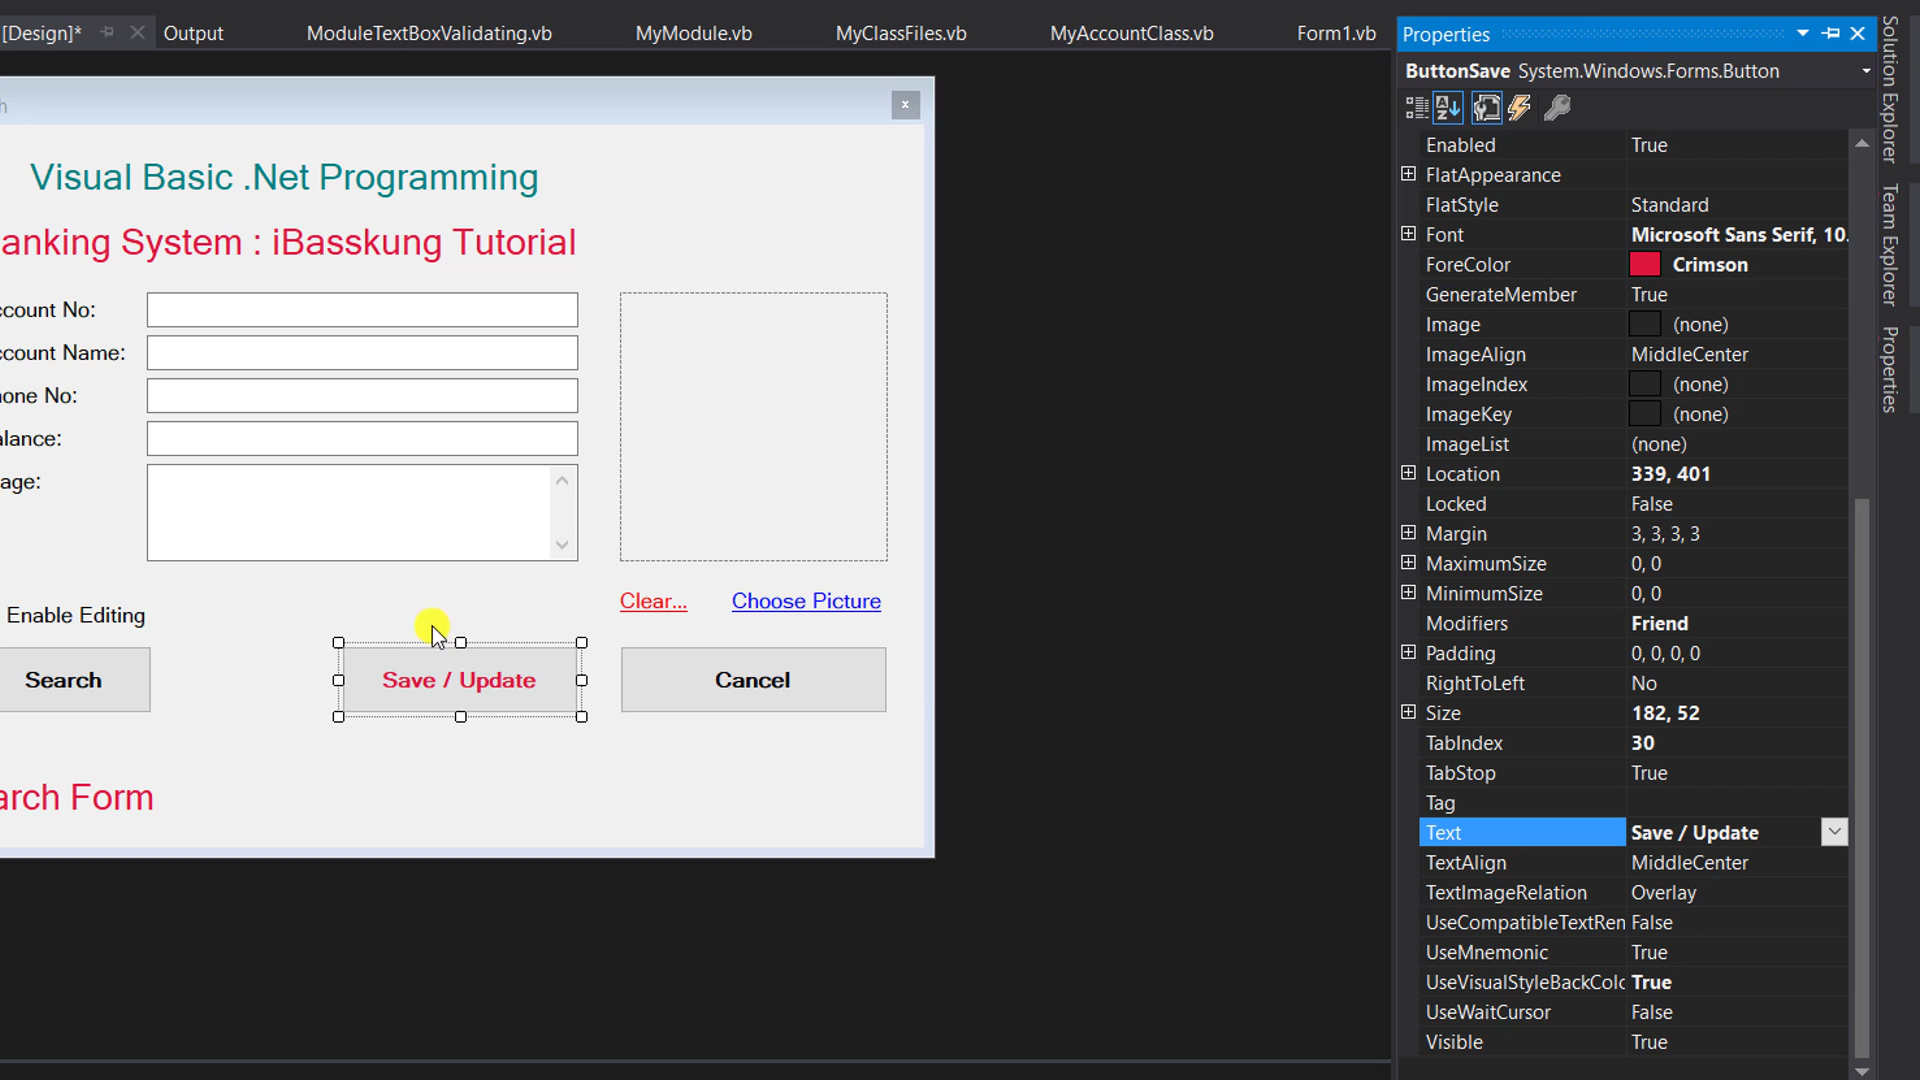 [Design]* Output ModuleTextBoxValidating.vb MyModule.vb MyClassFiles.vb MyAccountClass.vb Form1.vb
h
Visual Basic .Net Programming
anking System : iBasskung Tutorial
ccount No:
ccount Name:
hone No:
alance:
age:
Clear... Choose Picture
Enable Editing
Search Save / Update Cancel
arch Form
Properties
ButtonSave System.Windows.Forms.Button
Enabled True
FlatAppearance
FlatStyle Standard
Font Microsoft Sans Serif, 10.
ForeColor Crimson
GenerateMember True
Image (none)
ImageAlign MiddleCenter
ImageIndex (none)
ImageKey (none)
ImageList (none)
Location 339, 401
Locked False
Margin 3, 3, 3, 3
MaximumSize 0, 0
MinimumSize 0, 0
Modifiers Friend
Padding 0, 0, 0, 0
RightToLeft No
Size 182, 52
TabIndex 30
TabStop True
Tag
Text Save / Update
TextAlign MiddleCenter
TextImageRelation Overlay
UseCompatibleTextRen False
UseMnemonic True
UseVisualStyleBackColo True
UseWaitCursor False
Visible True
Solution Explorer
Team Explorer
Properties